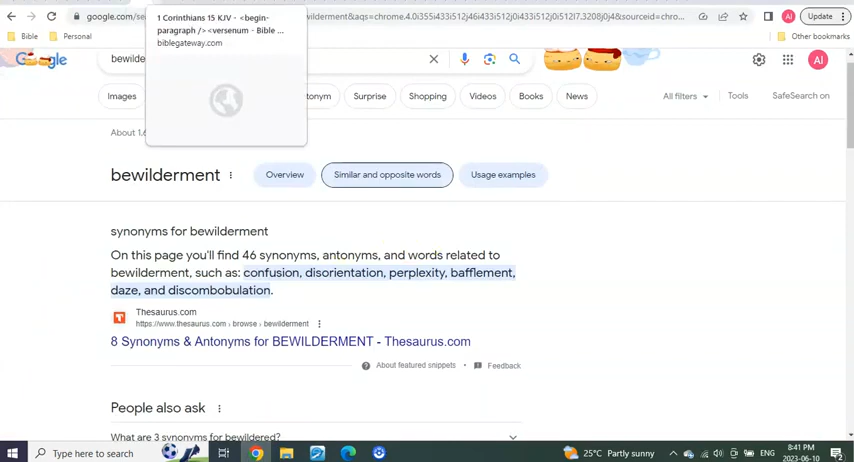 1 Corinthians 15 KJV - <begin-
paragraph /><versenum - Bible ...
biblegateway.com
google.com/se
wilderment&aqs=chrome.4.0i355i433i512j46i433i512j0i433i512j0i512l7.3208j0j4&sourceid=chro...
AI
Update
Bible
Personal
Other bookmarks
bewilde
AI
Images
onym
Surprise
Shopping
Videos
Books
News
All filters
Tools
SafeSearch on
About 1.6
bewilderment
Overview
Similar and opposite words
Usage examples
synonyms for bewilderment
On this page you'll find 46 synonyms, antonyms, and words related to
bewilderment, such as: confusion, disorientation, perplexity, bafflement,
daze, and discombobulation.
Thesaurus.com
https://www.thesaurus.com › browse › bewilderment
8 Synonyms & Antonyms for BEWILDERMENT - Thesaurus.com
About featured snippets • Feedback
People also ask
What are 3 synonyms for bewildered?
Type here to search
25°C Partly sunny
ENG
8:41 PM
2023-06-10
2